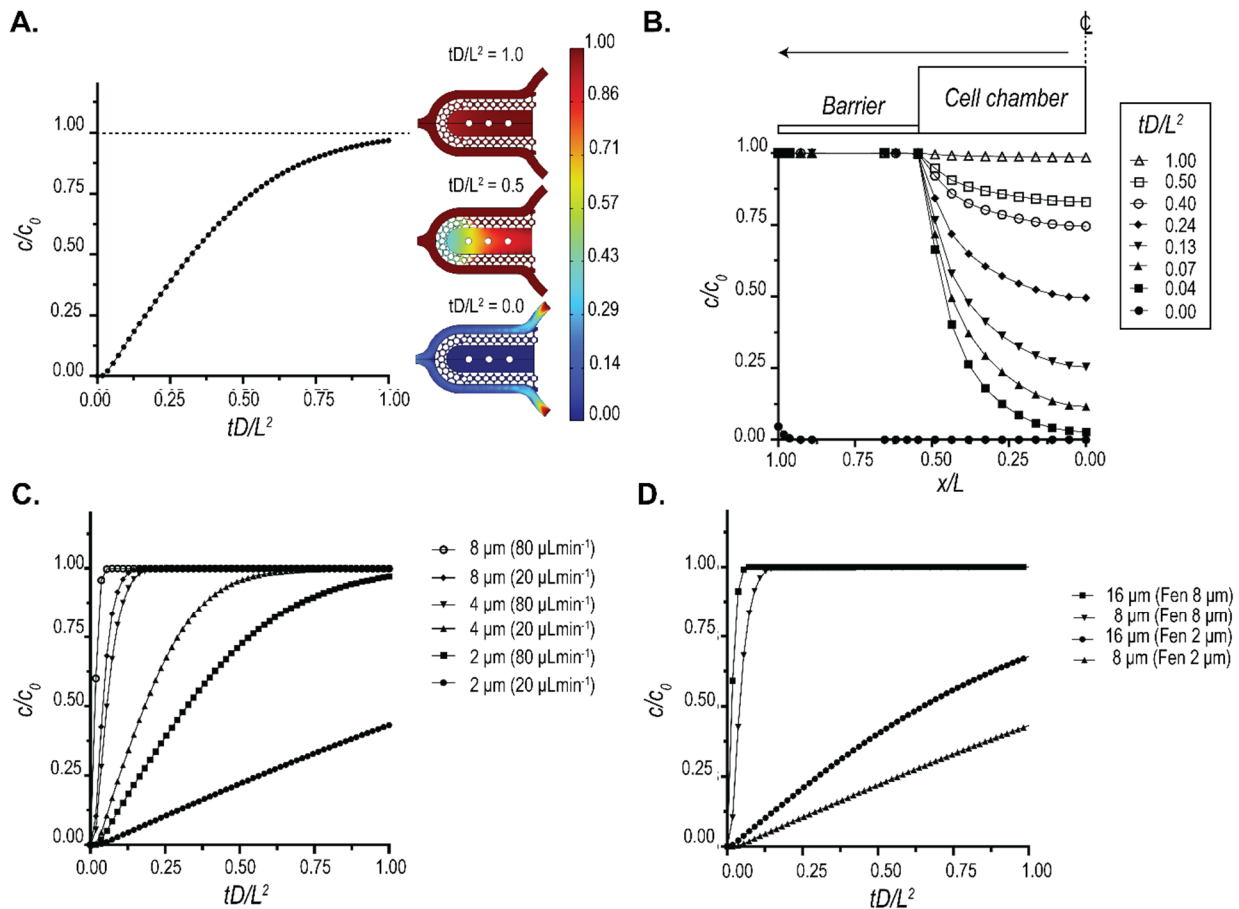 A.
tD/L² = 1.0
tD/L² = 0.5
tD/L² = 0.0
1.00
0.86
0.71
0.57
0.43
0.29
0.14
0.00
c/c₀
1.00
0.75
0.50
0.25
0.00
0.00 0.25 0.50 0.75 1.00
tD/L²
B.
℄
Barrier
Cell chamber
c/c₀
1.00
0.75
0.50
0.25
0.00
1.00 0.75 0.50 0.25 0.00
x/L
tD/L²
1.00
0.50
0.40
0.24
0.13
0.07
0.04
0.00
C.
c/c₀
1.00
0.75
0.50
0.25
0.00
0.00 0.25 0.50 0.75 1.00
tD/L²
8 µm (80 µLmin⁻¹)
8 µm (20 µLmin⁻¹)
4 µm (80 µLmin⁻¹)
4 µm (20 µLmin⁻¹)
2 µm (80 µLmin⁻¹)
2 µm (20 µLmin⁻¹)
D.
c/c₀
1.00
0.75
0.50
0.25
0.00
0.00 0.25 0.50 0.75 1.00
tD/L²
16 µm (Fen 8 µm)
8 µm (Fen 8 µm)
16 µm (Fen 2 µm)
8 µm (Fen 2 µm)